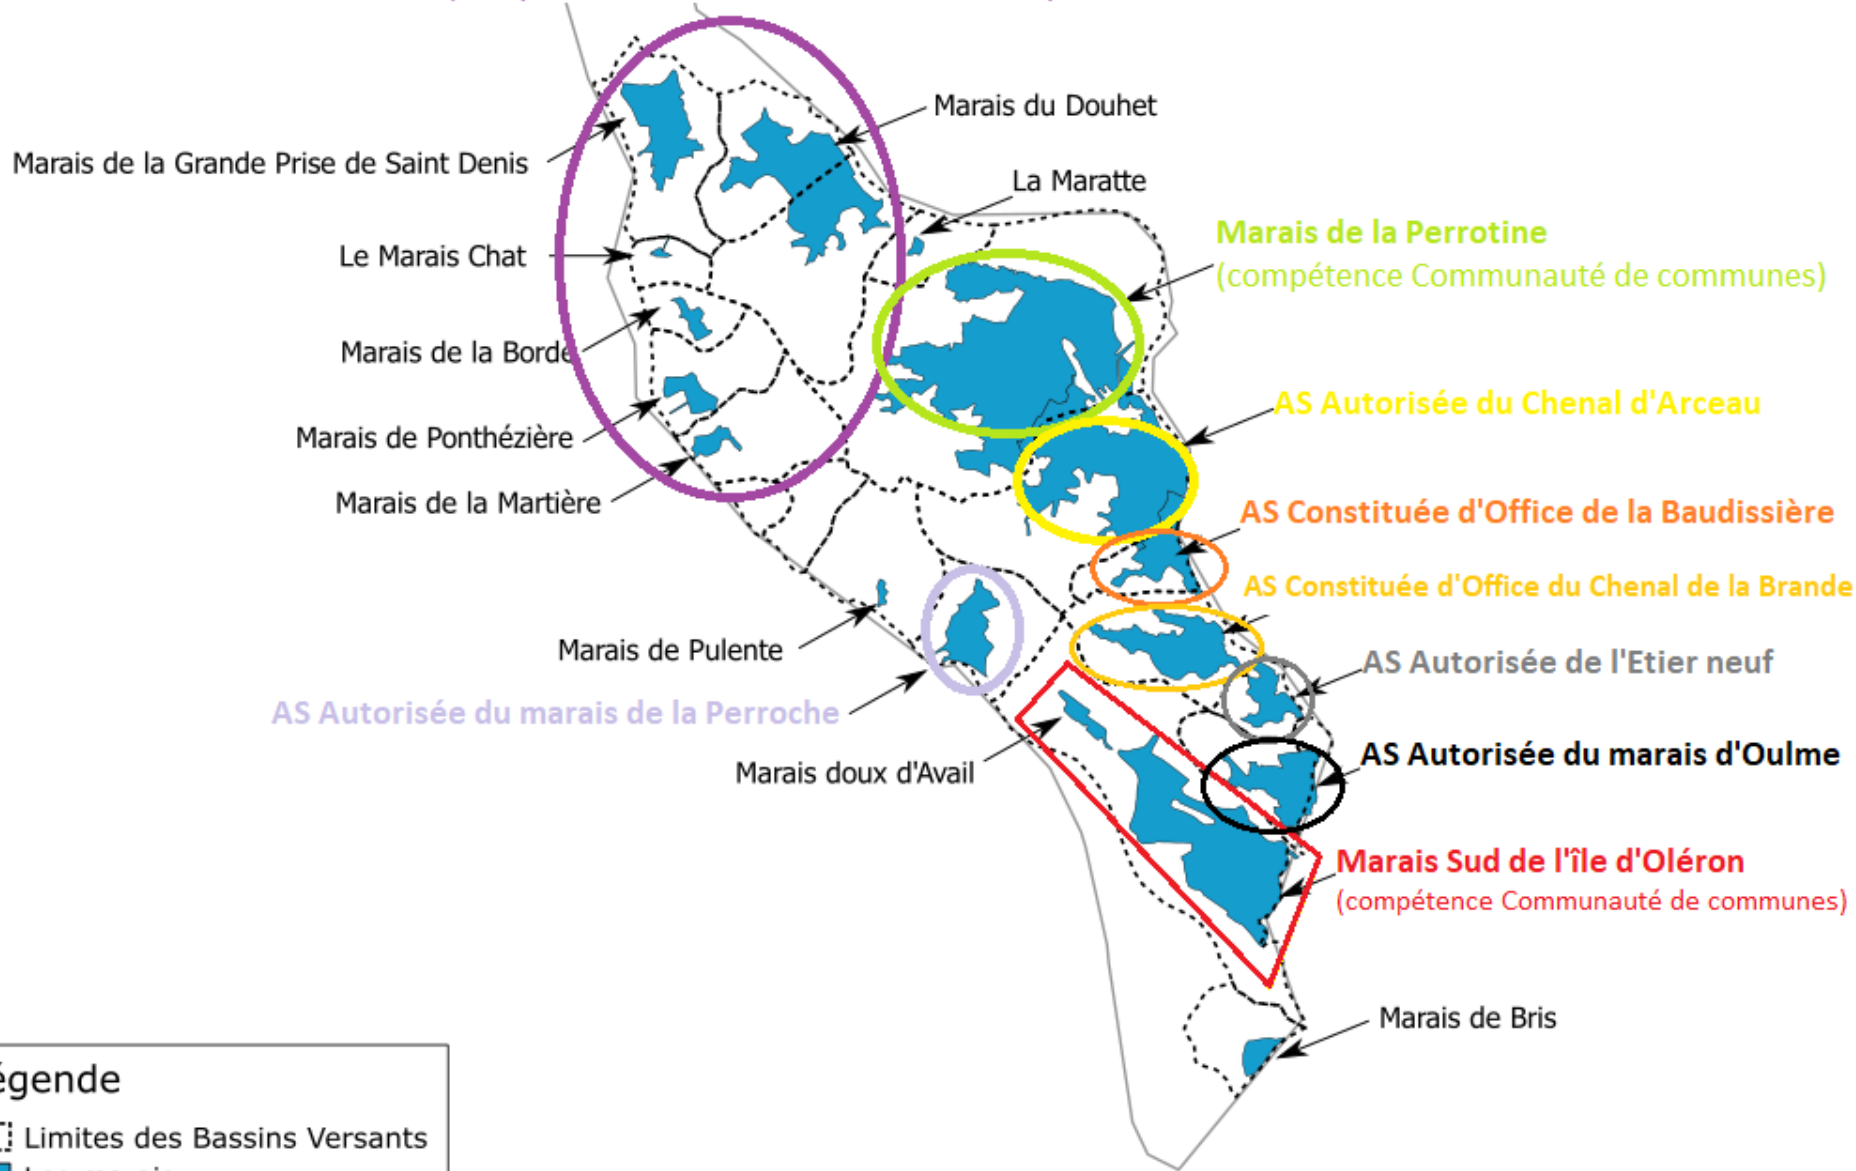 Marais du Douhet
Marais de la Grande Prise de Saint Denis
La Maratte
Marais de la Perrotine
(compétence Communauté de communes)
Le Marais Chat
Marais de la Borde
AS Autorisée du Chenal d'Arceau
Marais de Ponthézière
Marais de la Martière
AS Constituée d'Office de la Baudissière
AS Constituée d'Office du Chenal de la Brande
Marais de Pulente
AS Autorisée de l'Etier neuf
AS Autorisée du marais de la Perroche
AS Autorisée du marais d'Oulme
Marais doux d'Avail
Marais Sud de l'île d'Oléron
(compétence Communauté de communes)
Marais de Bris
égende
Limites des Bassins Versants